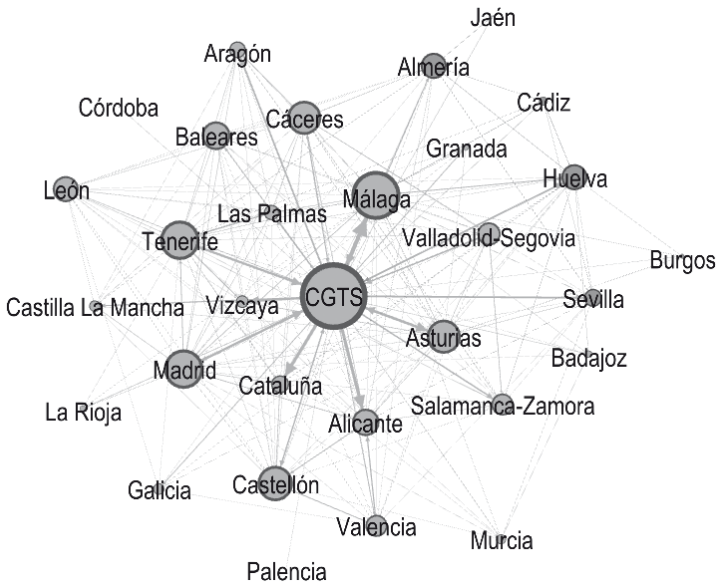 Jaén
Aragón
Almería
Cádiz
Córdoba
Cáceres
Baleares
Granada
León
Málaga
Huelva
Las Palmas
Tenerife
Valladolid-Segovia
Burgos
CGTS
Castilla La Mancha
Vizcaya
Sevilla
Asturias
Badajoz
Madrid
Cataluña
La Rioja
Salamanca-Zamora
Alicante
Galicia
Castellón
Valencia
Murcia
Palencia